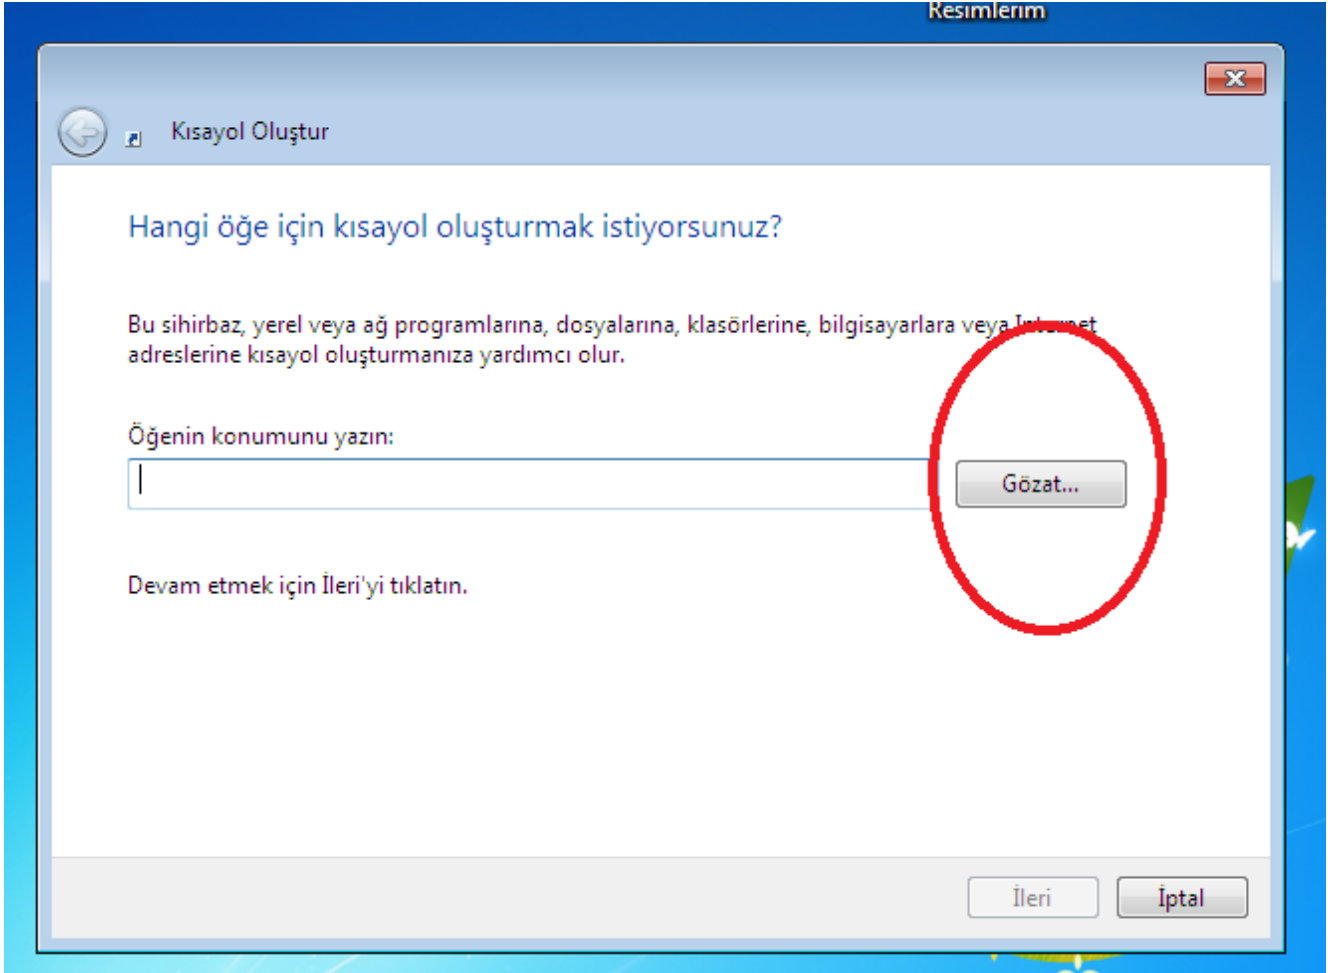 Resimlerim
Kısayol Oluştur
Hangi öğe için kısayol oluşturmak istiyorsunuz?
Bu sihirbaz, yerel veya ağ programlarına, dosyalarına, klasörlerine, bilgisayarlara veya Internet
adreslerine kısayol oluşturmanıza yardımcı olur.
Öğenin konumunu yazın:
Gözat...
Devam etmek için İleri'yi tıklatın.
İleri
İptal